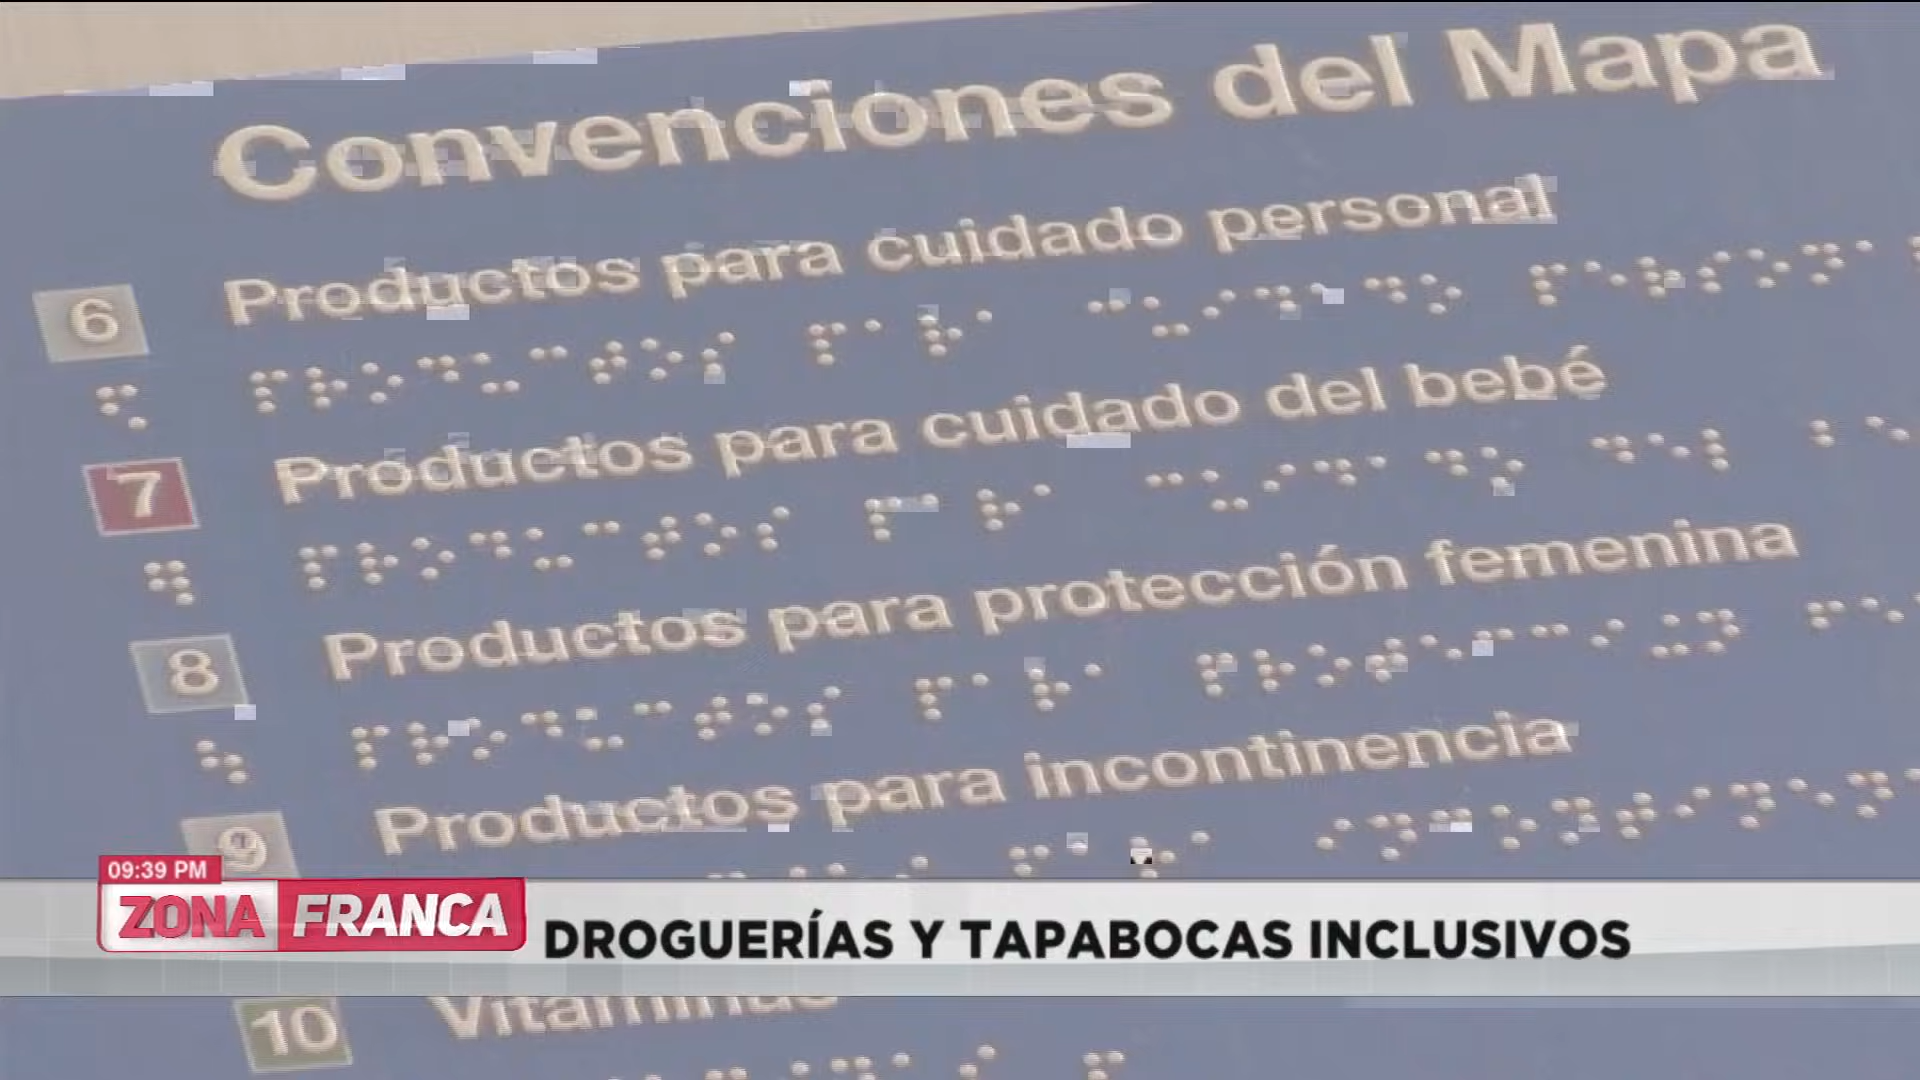 Convenciones del Mapa
6 Productos para cuidado personal
7 Productos para cuidado del bebé
8 Productos para protección femenina
9 Productos para incontinencia
09:39 PM
ZONA FRANCA
DROGUERÍAS Y TAPABOCAS INCLUSIVOS
10 Vitaminas